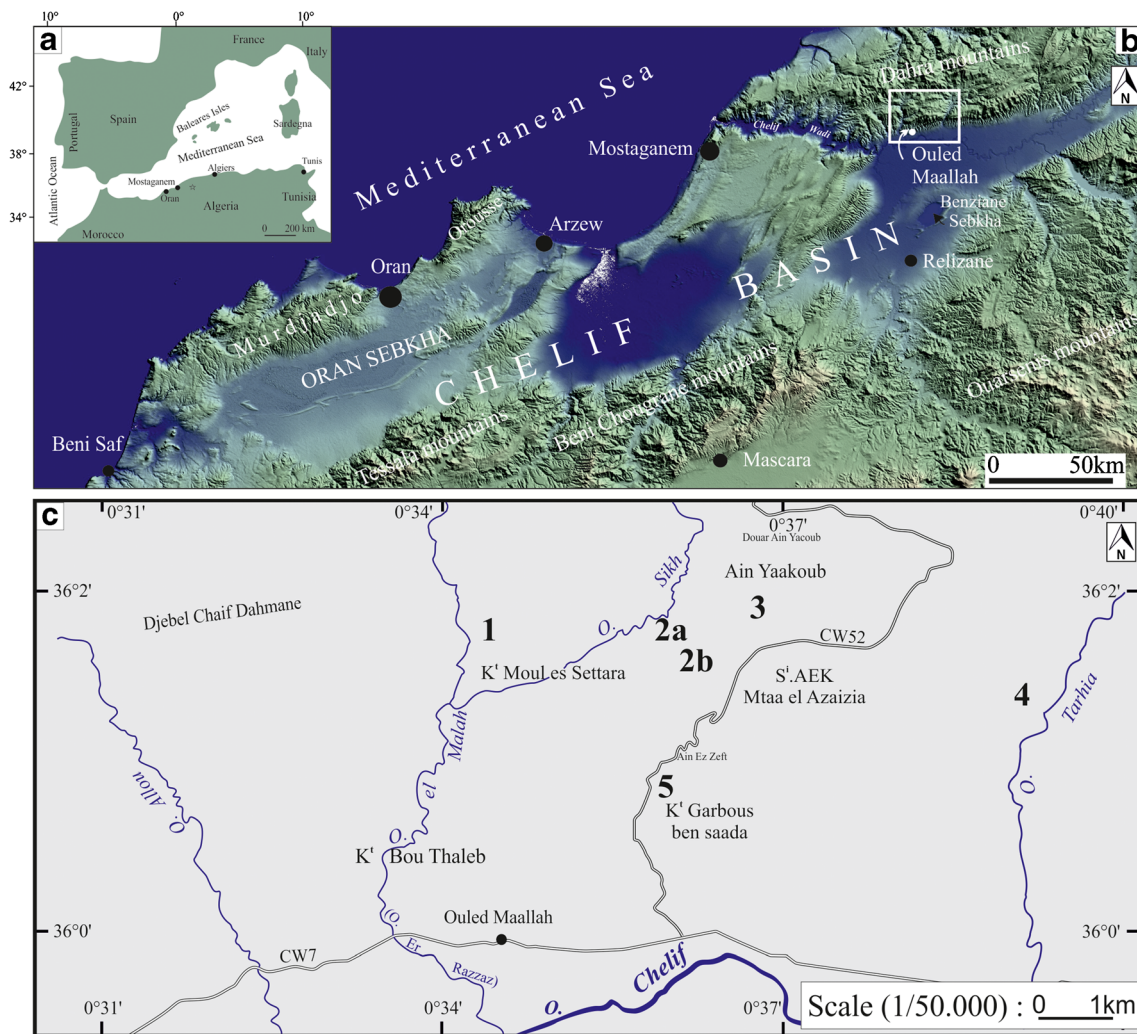 10°
0°
10°
a
France
Italy
42°
Portugal
Spain
Baleares Isles
Sardegna
38°
Mediterranean Sea
Atlantic Ocean
Algiers
Tunis
Mostaganem
Oran
34°
Algeria
Tunisia
Morocco
0 200 km
b
N
Mediterranean Sea
Dahra mountains
Chelif Wadi
Mostaganem
Ouled
Maallah
Benziane
Sebkha
Orousse
Arzew
Relizane
Oran
CHELIF BASIN
Murdjadjo
ORAN SEBKHA
Ouarsenis mountains
Beni Chougrane mountains
Tessala mountains
Beni Saf
Mascara
0 50km
c
0°31'
0°34'
0°37'
0°40'
N
Douar Ain Yacoub
Sikh
Ain Yaakoub
36°2'
36°2'
Djebel Chaif Dahmane
3
1
O.
2a
CW52
2b
Kᵗ Moul es Settara
Sⁱ.AEK
Mtaa el Azaizia
4
Tarhia
Malah
Ain Ez Zeft
el
5
O. Allou
O.
Kᵗ Garbous
ben saada
O.
Kᵗ Bou Thaleb
Ouled Maallah
36°0'
36°0'
(O.
Er
Razzaz)
CW7
Chelif
O.
0°31'
0°34'
0°37'
Scale (1/50.000) : 0 1km